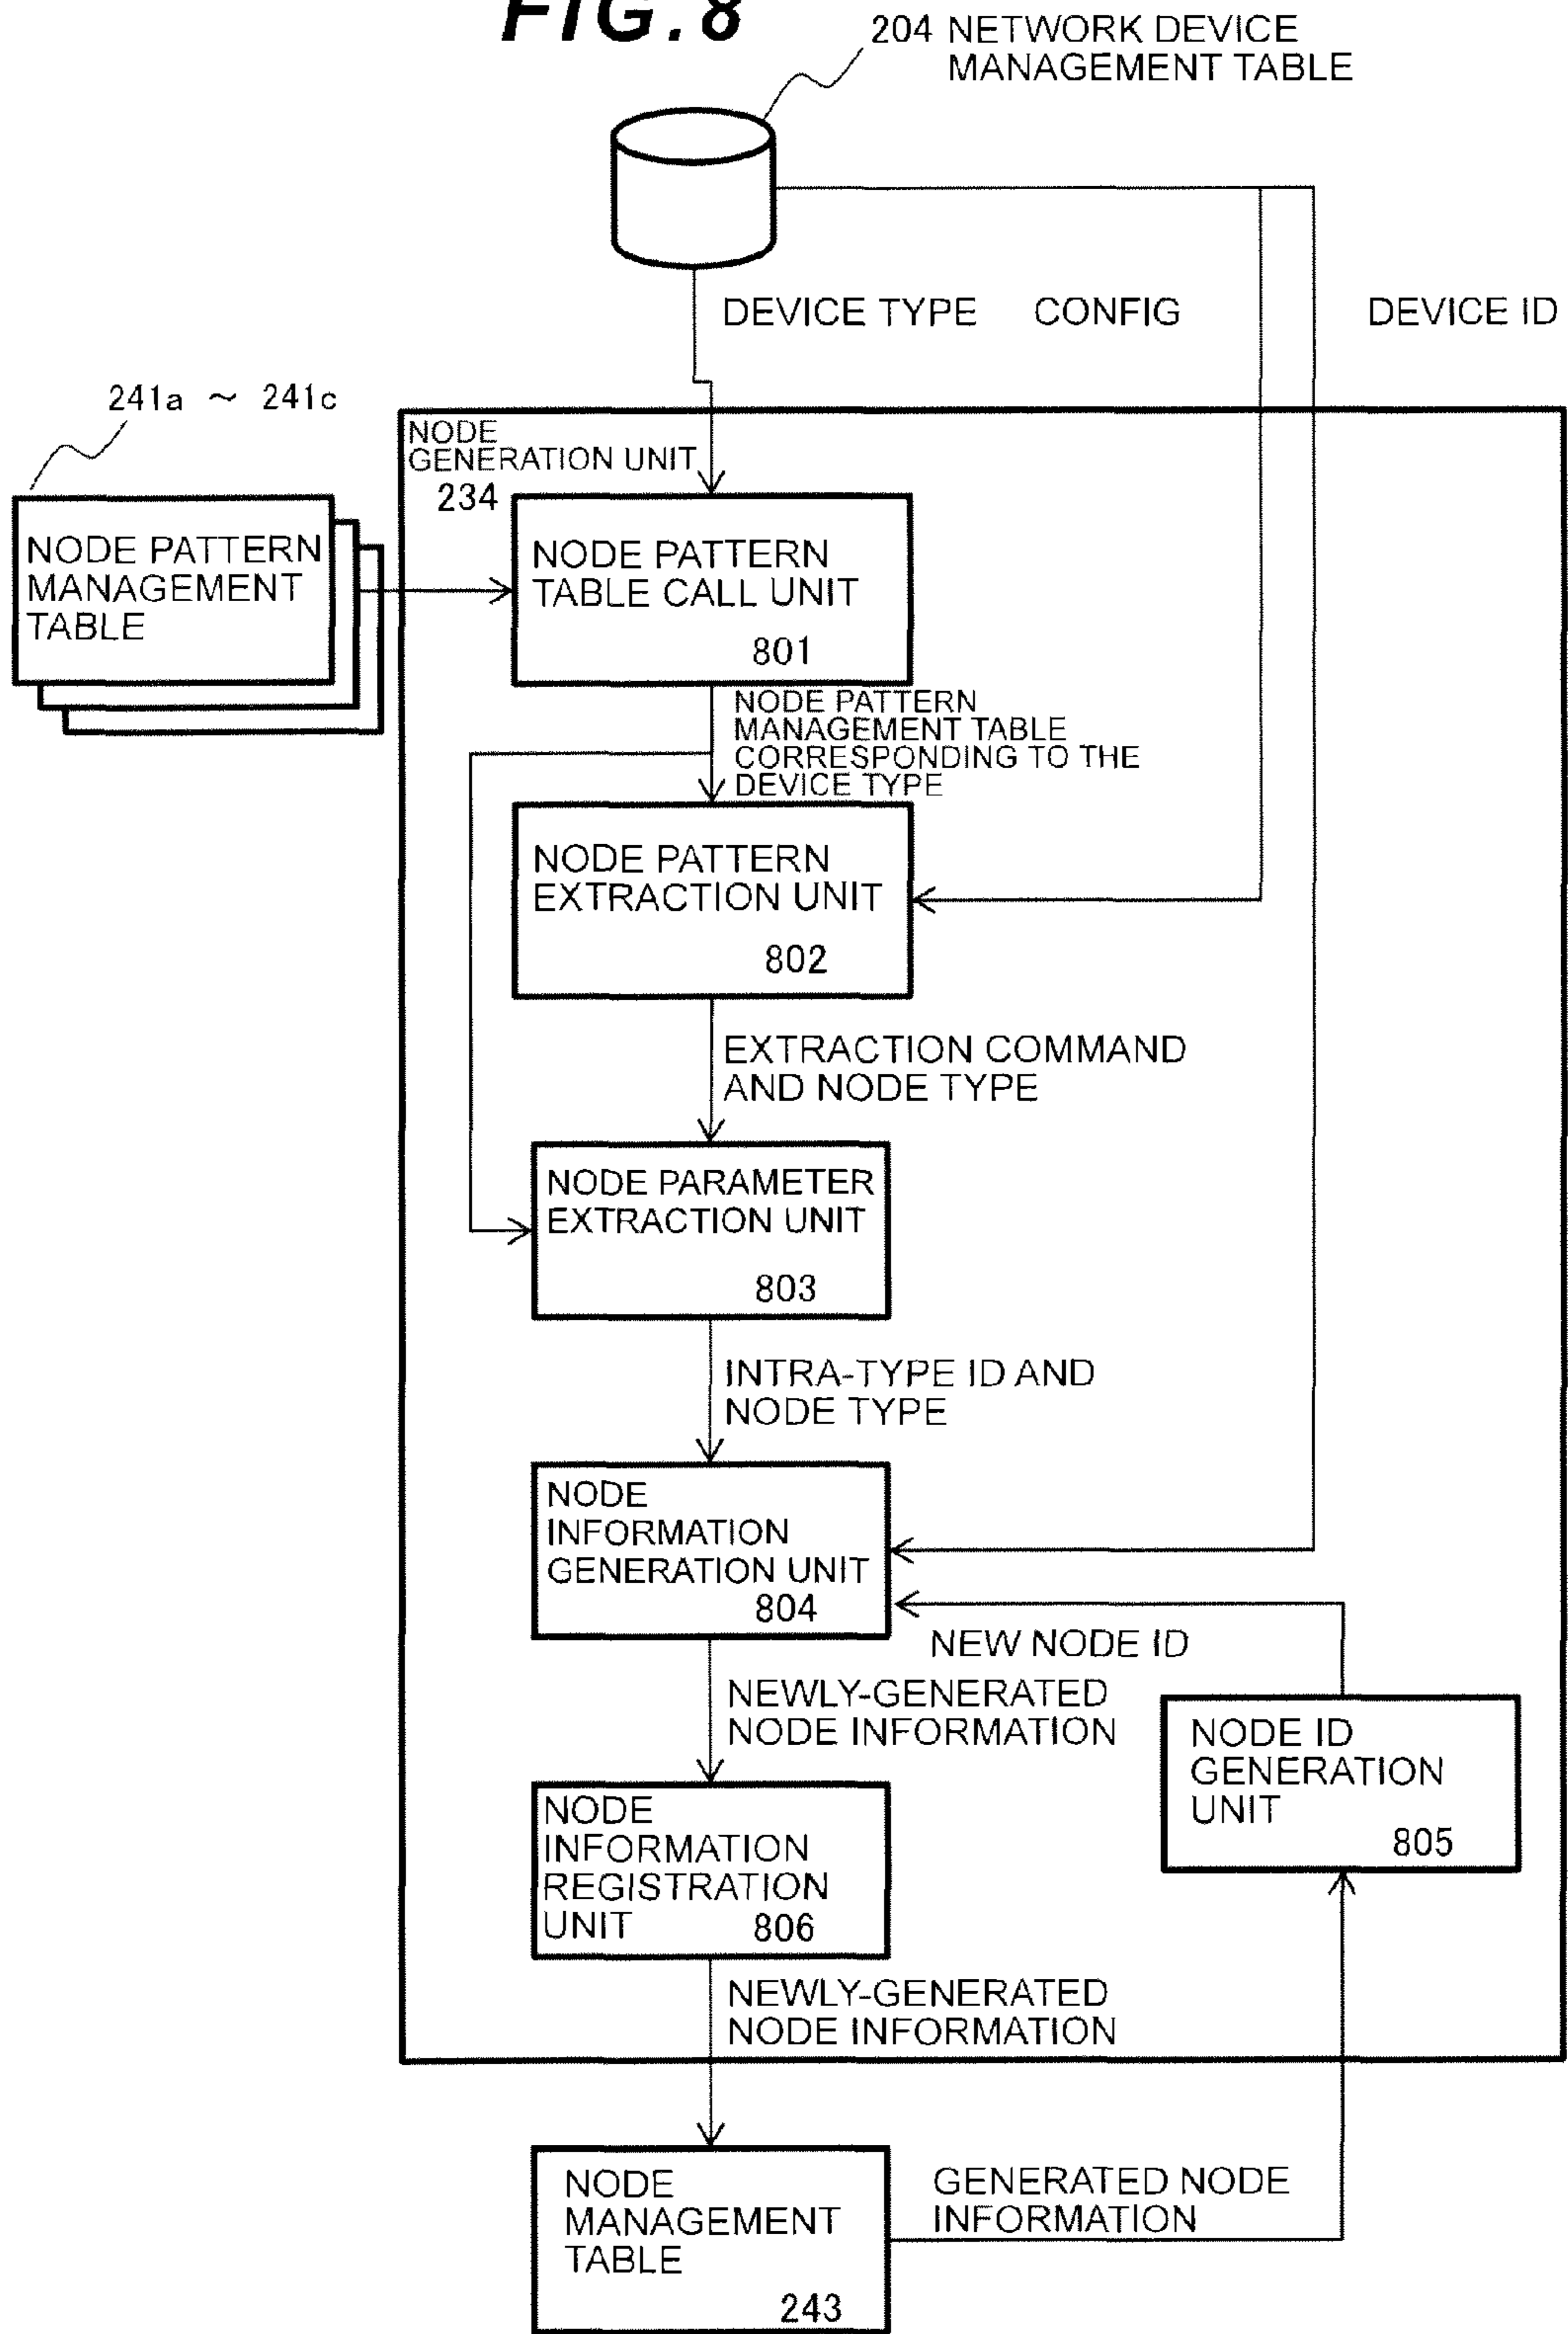 FIG. 8
204 NETWORK DEVICE
MANAGEMENT TABLE
DEVICE TYPE CONFIG DEVICE ID
241a ~ 241c
NODE
GENERATION UNIT
234
NODE PATTERN
MANAGEMENT
TABLE
NODE PATTERN
TABLE CALL UNIT
801
NODE PATTERN
MANAGEMENT TABLE
CORRESPONDING TO THE
DEVICE TYPE
NODE PATTERN
EXTRACTION UNIT
802
EXTRACTION COMMAND
AND NODE TYPE
NODE PARAMETER
EXTRACTION UNIT
803
INTRA-TYPE ID AND
NODE TYPE
NODE
INFORMATION
GENERATION UNIT
804
NEW NODE ID
NEWLY-GENERATED
NODE INFORMATION
NODE ID
GENERATION
UNIT
805
NODE
INFORMATION
REGISTRATION
UNIT 806
NEWLY-GENERATED
NODE INFORMATION
NODE
MANAGEMENT
TABLE
243
GENERATED NODE
INFORMATION